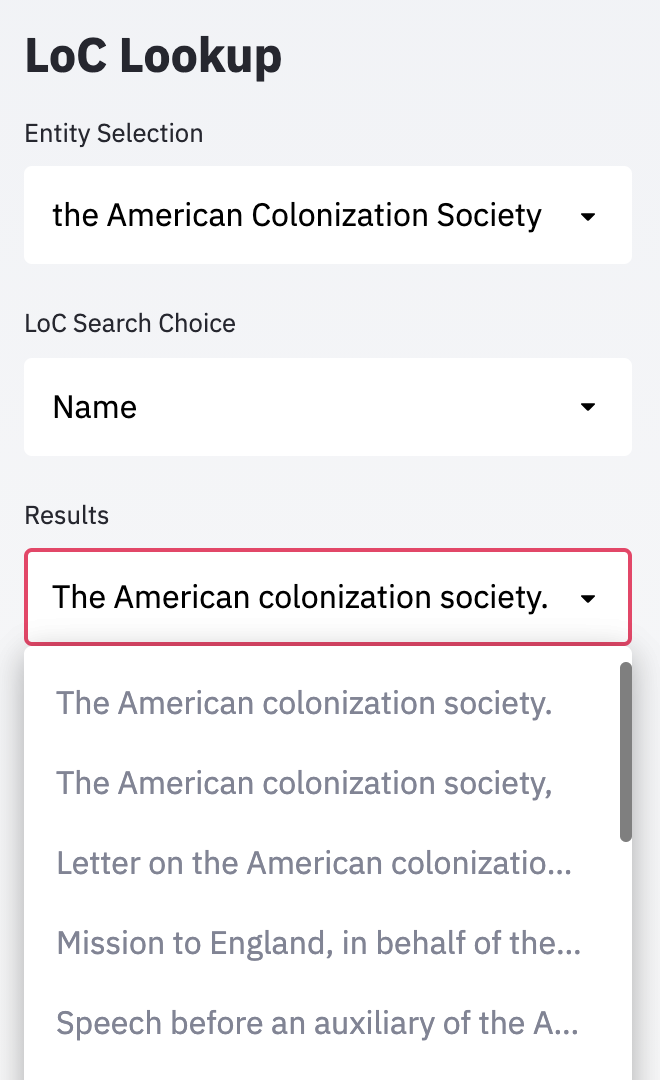 LoC Lookup
Entity Selection
the American Colonization Society
LoC Search Choice
Name
Results
The American colonization society.
The American colonization society.
The American colonization society,
Letter on the American colonizatio...
Mission to England, in behalf of the...
Speech before an auxiliary of the A...